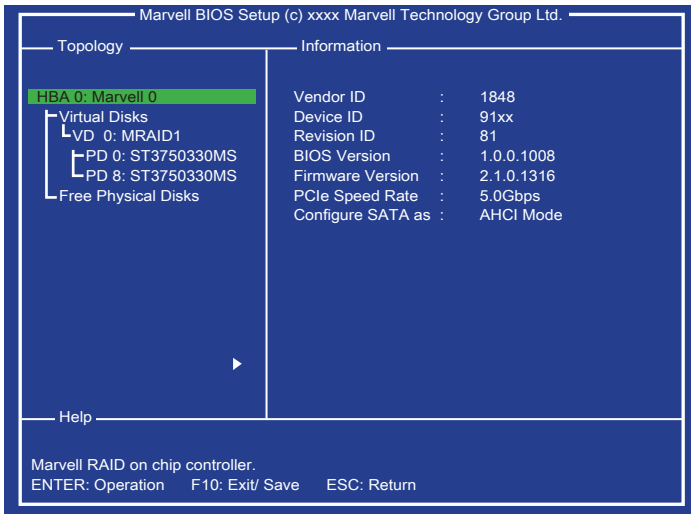 Marvell BIOS Setup (c) xxxx Marvell Technology Group Ltd.
Topology
HBA 0: Marvell 0
Virtual Disks
VD 0: MRAID1
PD 0: ST3750330MS
PD 8: ST3750330MS
Free Physical Disks
Information
Vendor ID : 1848
Device ID : 91xx
Revision ID : 81
BIOS Version : 1.0.0.1008
Firmware Version : 2.1.0.1316
PCIe Speed Rate : 5.0Gbps
Configure SATA as : AHCI Mode
Help
Marvell RAID on chip controller.
ENTER: Operation F10: Exit/ Save ESC: Return